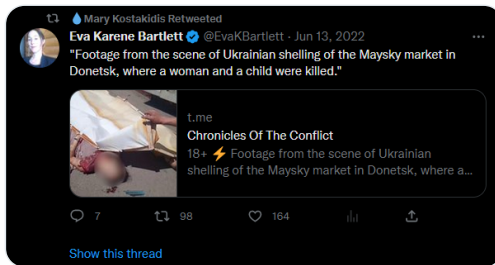 Mary Kostakidis Retweeted
Eva Karene Bartlett @EvaKBartlett · Jun 13, 2022
"Footage from the scene of Ukrainian shelling of the Maysky market in
Donetsk, where a woman and a child were killed."
t.me
Chronicles Of The Conflict
18+ ⚡ Footage from the scene of Ukrainian
shelling of the Maysky market in Donetsk, where a...
7 98 164
Show this thread